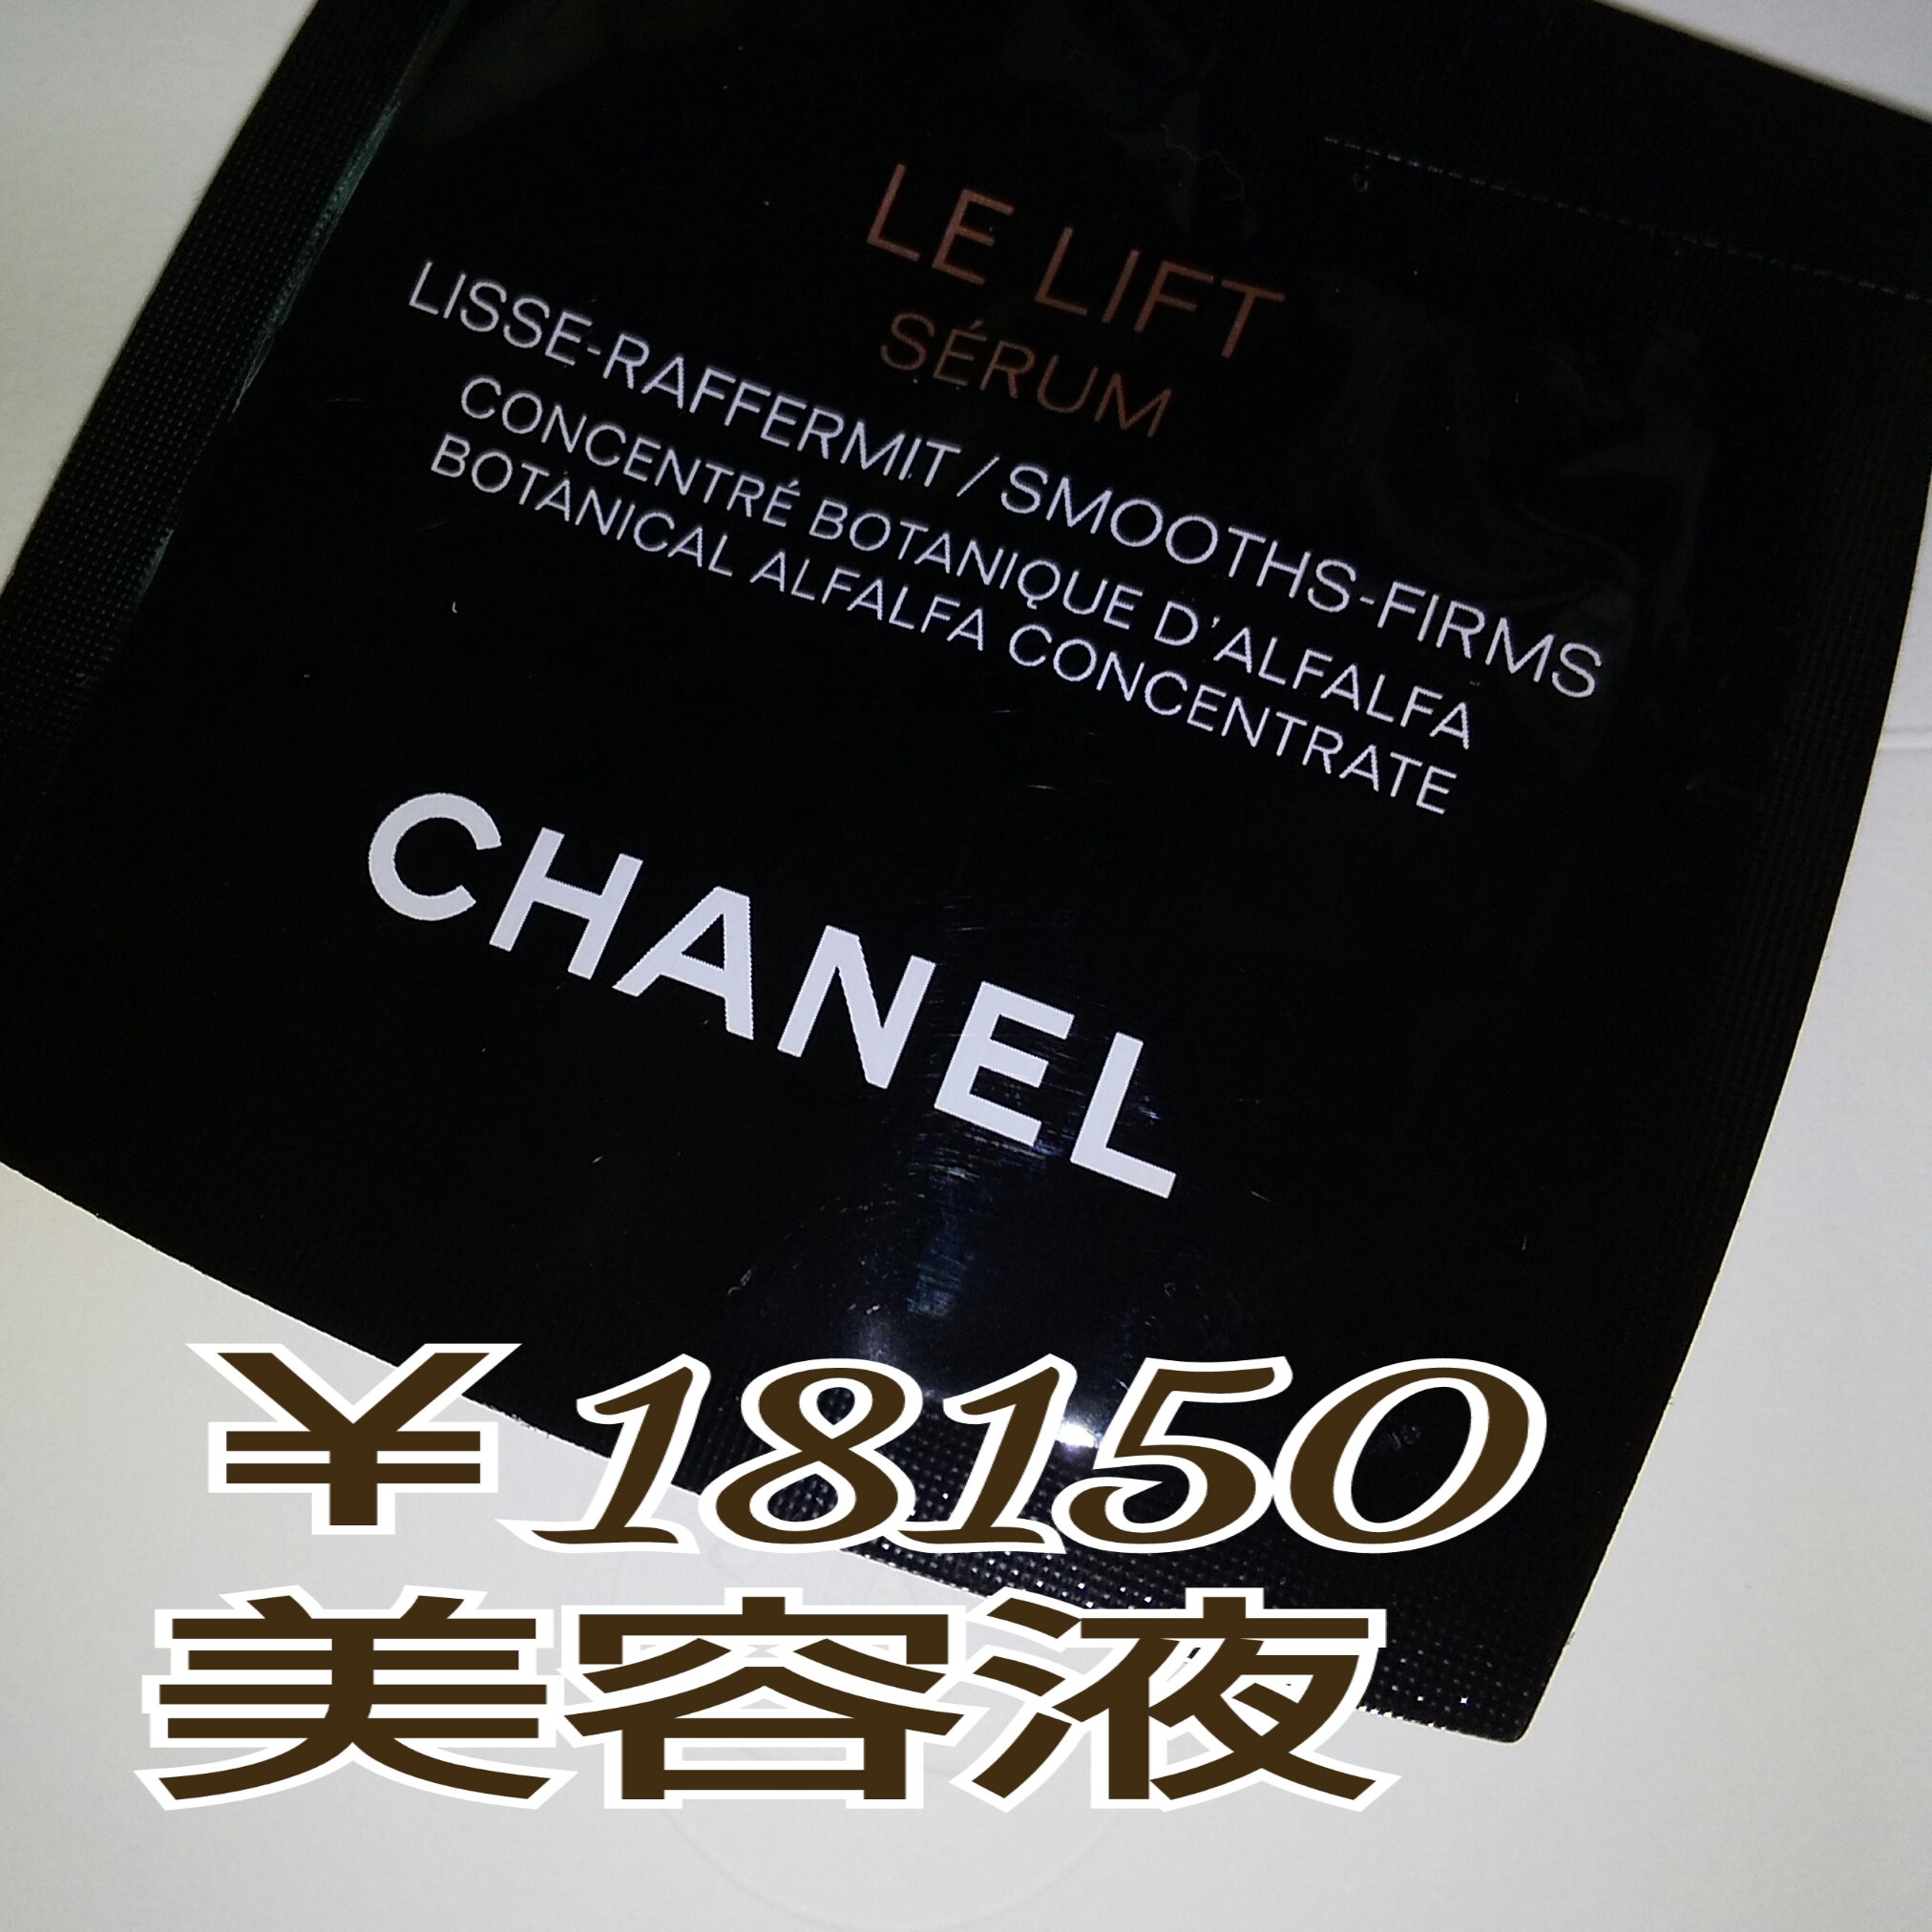 LE LIFT
SÉRUM
LISSE-RAFFERMIT / SMOOTHS-FIRMS
CONCENTRÉ BOTANIQUE D'ALFALFA
BOTANICAL ALFALFA CONCENTRATE
CHANEL
￥18150
美容液